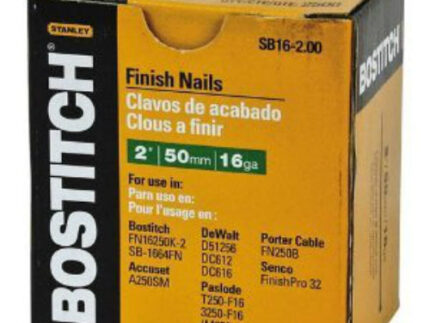 2500
SB16-2.00
STANLEY
BOSTITCH
BOSTITCH
Finish Nails
Clavos de acabado
Clous a finir
2" 50mm 16ga
For use in:
Para uso en:
Pour l'usage en:
Bostitch
FN16250K-2
SB-1664FN
Accuset
A250SM
DeWalt
D51256
DC612
DC616
Paslode
T250-F16
3250-F16
Porter Cable
FN250B
Senco
FinishPro 32